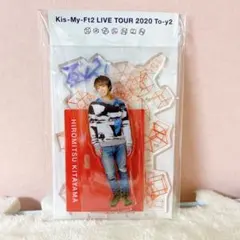 Kis-My-Ft2 LIVE TOUR 2020 To-y2
HIROMITSU KITAYAMA